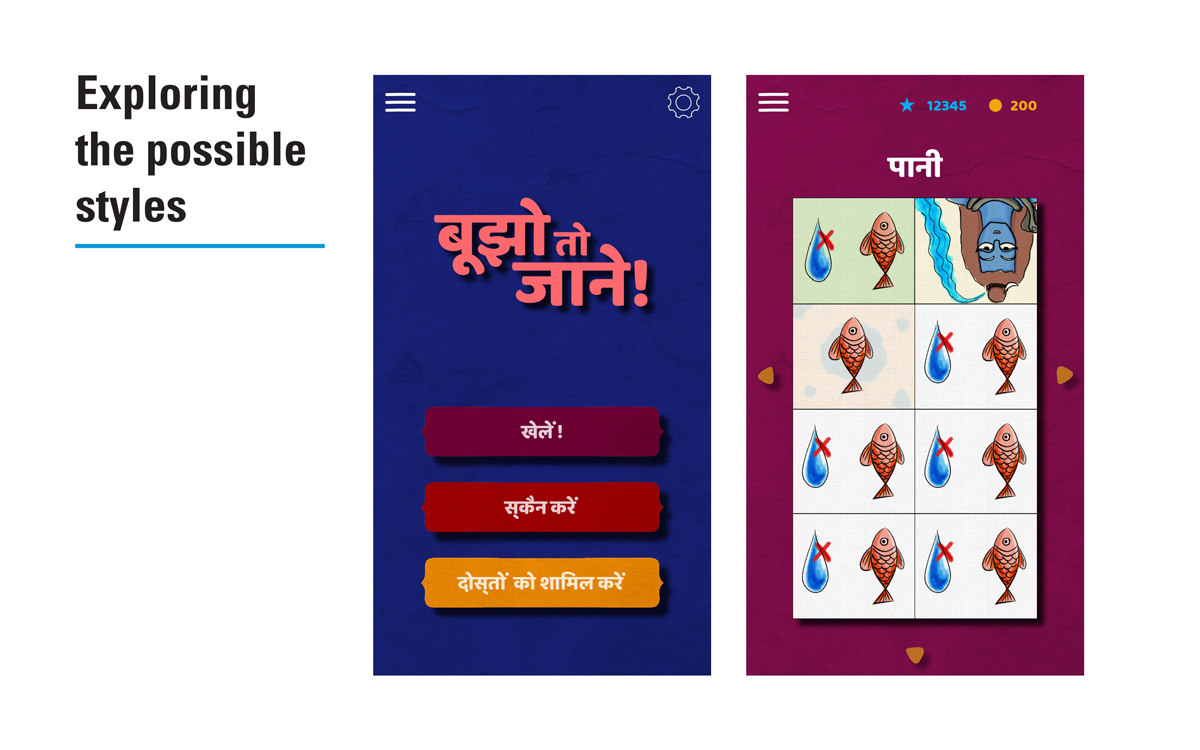 Exploring
the possible
styles
बूझो तो
जाने!
खेलें!
स्कैन करें
दोस्तों को शामिल करें
12345 200
पानी